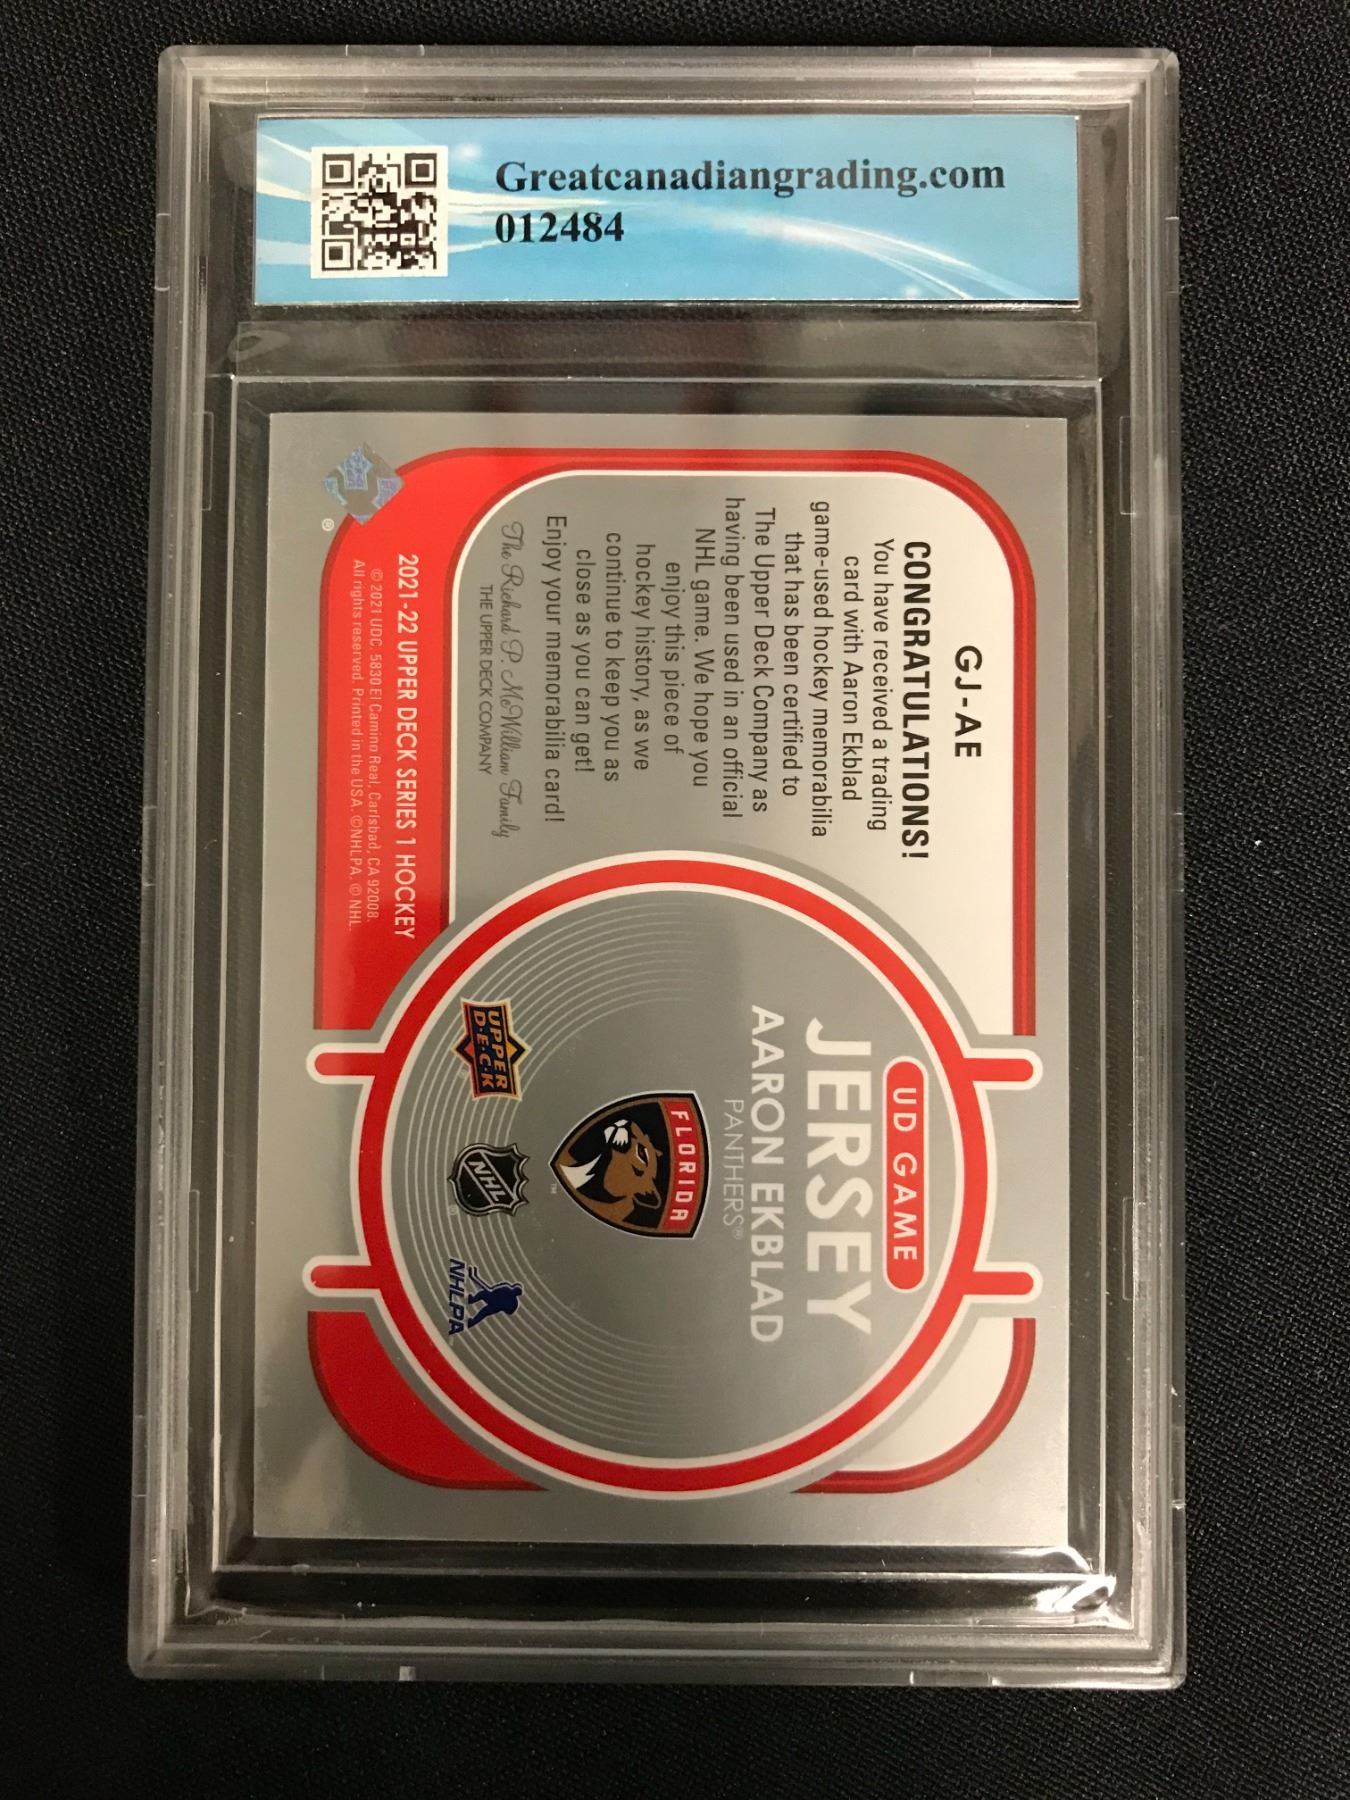 Greatcanadiangrading.com
012484
GJ-AE
CONGRATULATIONS!
You have received a trading
card with Aaron Ekblad
game-used hockey memorabilia
that has been certified to
The Upper Deck Company as
having been used in an official
NHL game. We hope you
enjoy this piece of
hockey history, as we
continue to keep you as
close as you can get!
Enjoy your memorabilia card!
The Richard P. McWilliam Family
THE UPPER DECK COMPANY
2021-22 UPPER DECK SERIES 1 HOCKEY
© 2021 UDC. 5830 El Camino Real, Carlsbad, CA 92008.
All rights reserved. Printed in the USA. ©NHLPA. © NHL.
®
UD GAME
JERSEY
AARON EKBLAD
PANTHERS®
FLORIDA
™
UPPER
D·E·C·K
NHL
®
NHLPA